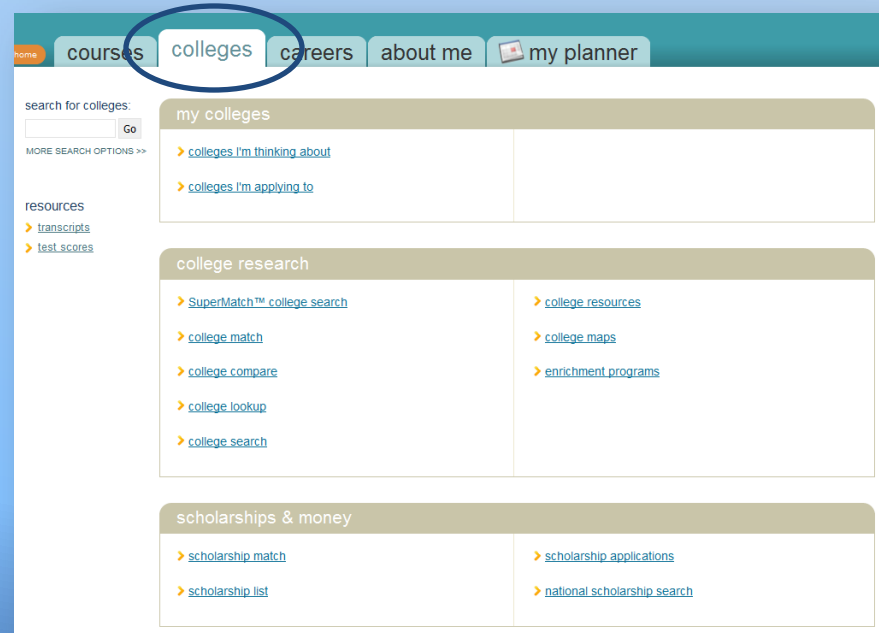 home courses colleges careers about me my planner
search for colleges:
Go
MORE SEARCH OPTIONS >>
resources
transcripts
test scores
my colleges
colleges I'm thinking about
colleges I'm applying to
college research
SuperMatch™ college search
college match
college compare
college lookup
college search
college resources
college maps
enrichment programs
scholarships & money
scholarship match
scholarship list
scholarship applications
national scholarship search